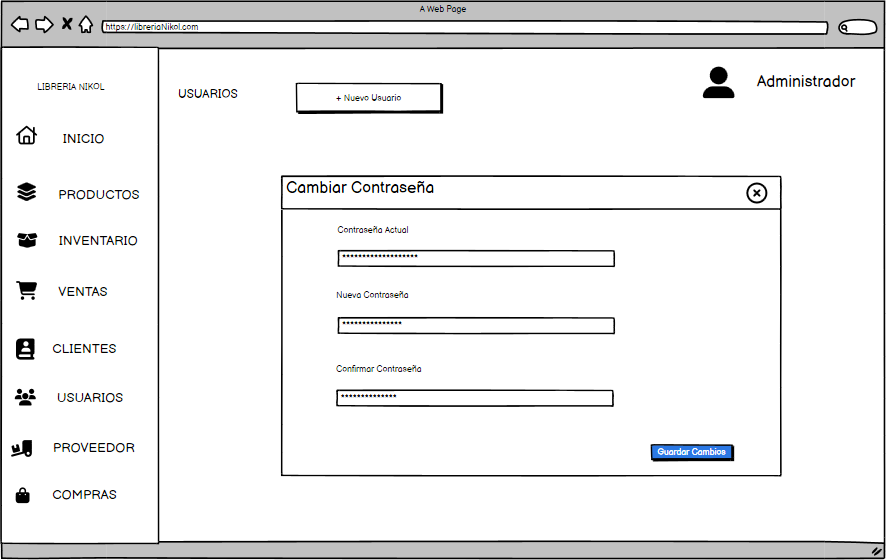 A Web Page
https://libreriaNikol.com
LIBRERIA NIKOL
INICIO
PRODUCTOS
INVENTARIO
VENTAS
CLIENTES
USUARIOS
PROVEEDOR
COMPRAS
USUARIOS
+ Nuevo Usuario
Administrador
Cambiar Contraseña
Contraseña Actual
*******************
Nueva Contraseña
***************
Confirmar Contraseña
**************
Guardar Cambios